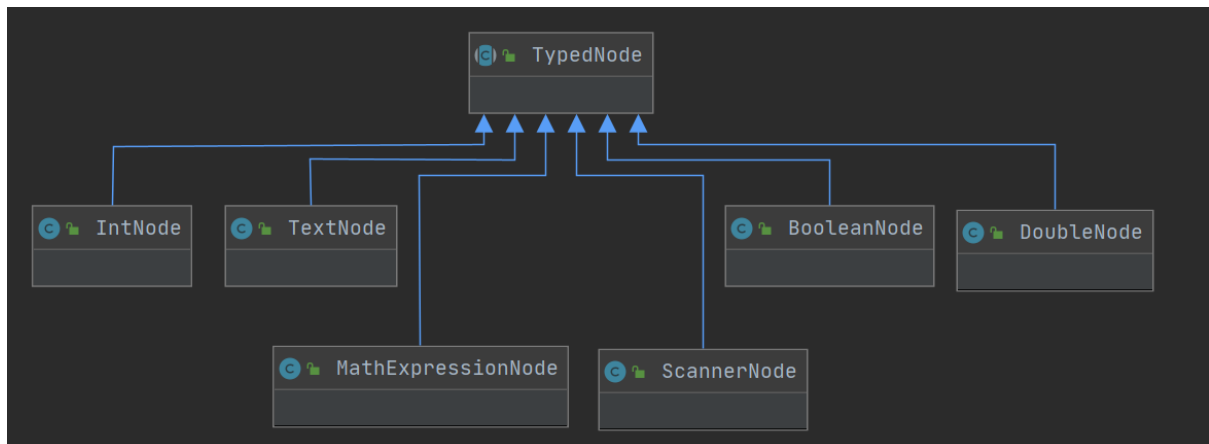 TypedNode
IntNode
TextNode
BooleanNode
DoubleNode
MathExpressionNode
ScannerNode